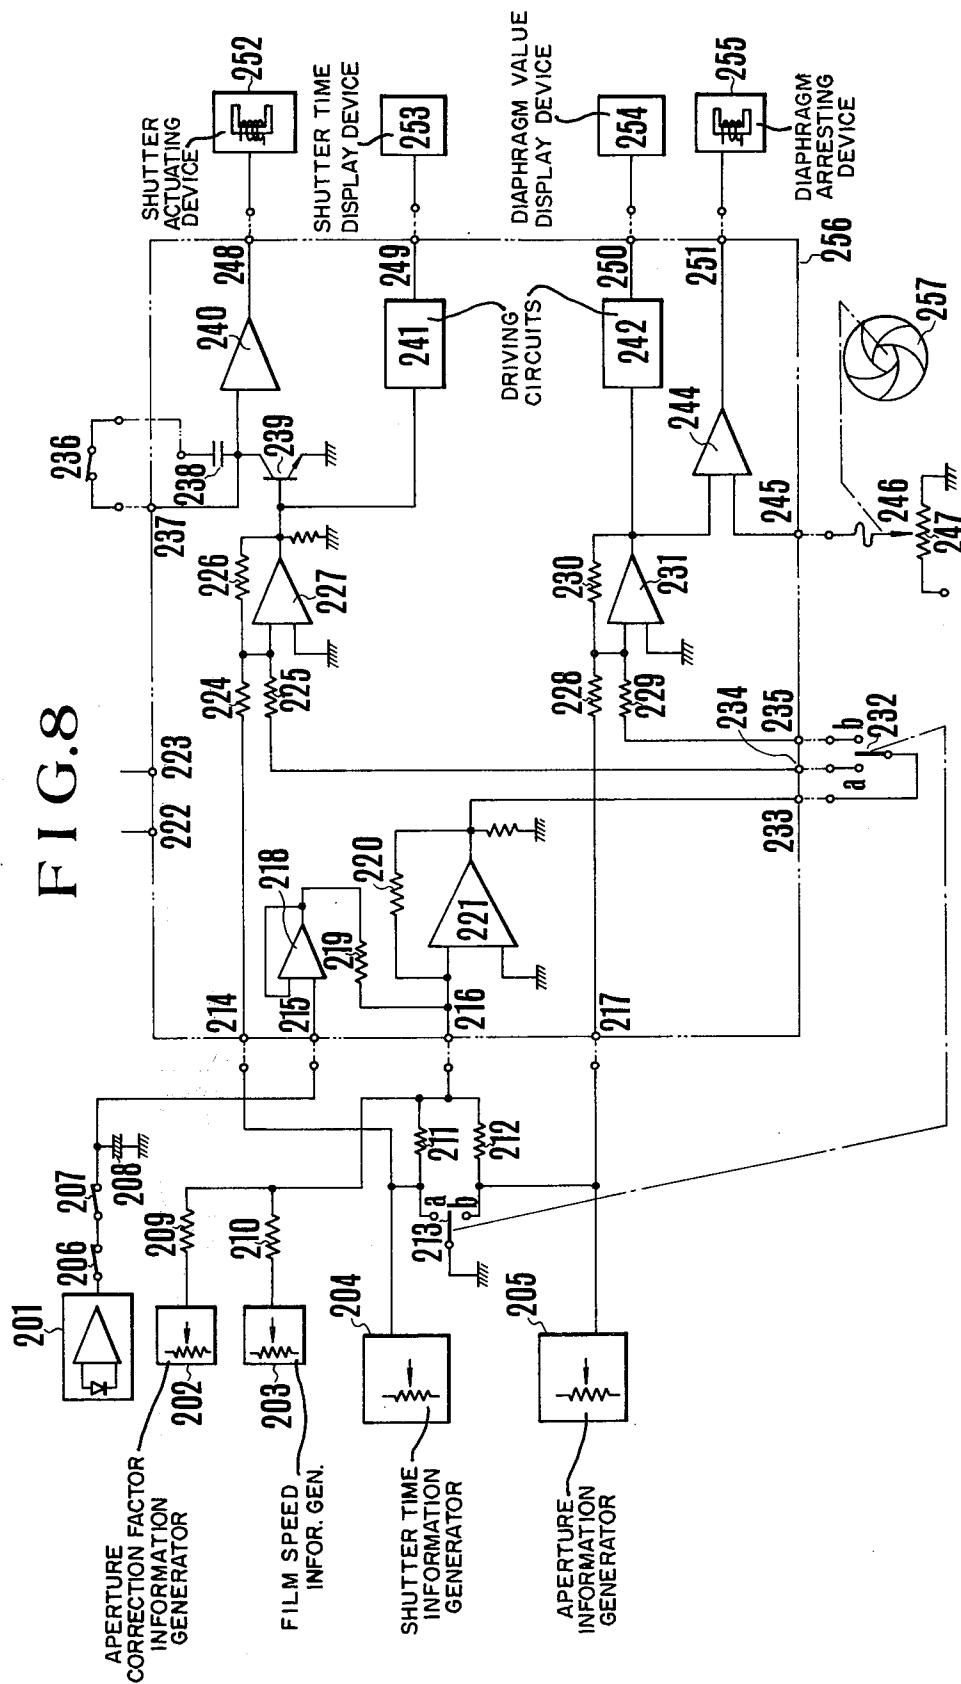 FIG.8
201
206
207
208
APERTURE
CORRECTION FACTOR
INFORMATION
GENERATOR
202
209
FILM SPEED
INFOR. GEN.
203
210
SHUTTER TIME
INFORMATION
GENERATOR
204
211
213
a
b
212
APERTURE
INFORMATION
GENERATOR
205
214
215
216
217
218
219
220
221
222
223
224
225
226
227
228
229
230
231
233
234
235
a
b
232
236
237
238
239
240
241
DRIVING
CIRCUITS
242
244
245
246
247
248
249
250
251
SHUTTER
ACTUATING
DEVICE
252
SHUTTER TIME
DISPLAY DEVICE
253
DIAPHRAGM VALUE
DISPLAY DEVICE
254
DIAPHRAGM
ARRESTING
DEVICE
255
256
257